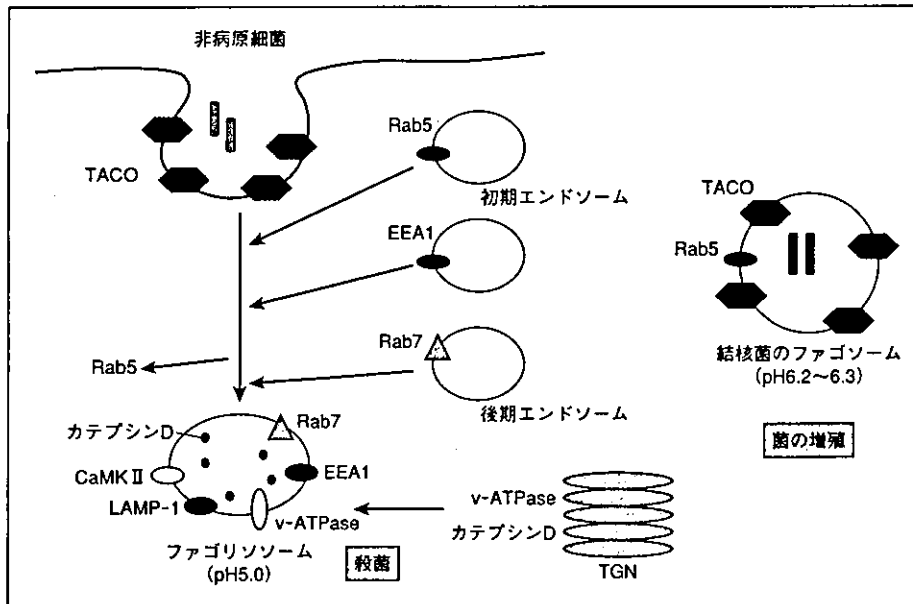 非病原細菌
TACO
Rab5
初期エンドソーム
EEA1
Rab7
後期エンドソーム
Rab5
カテプシンD
Rab7
CaMKⅡ
EEA1
LAMP-1
v-ATPase
ファゴリソソーム
(pH5.0)
殺菌
v-ATPase
カテプシンD
TGN
TACO
Rab5
結核菌のファゴソーム
(pH6.2〜6.3)
菌の増殖